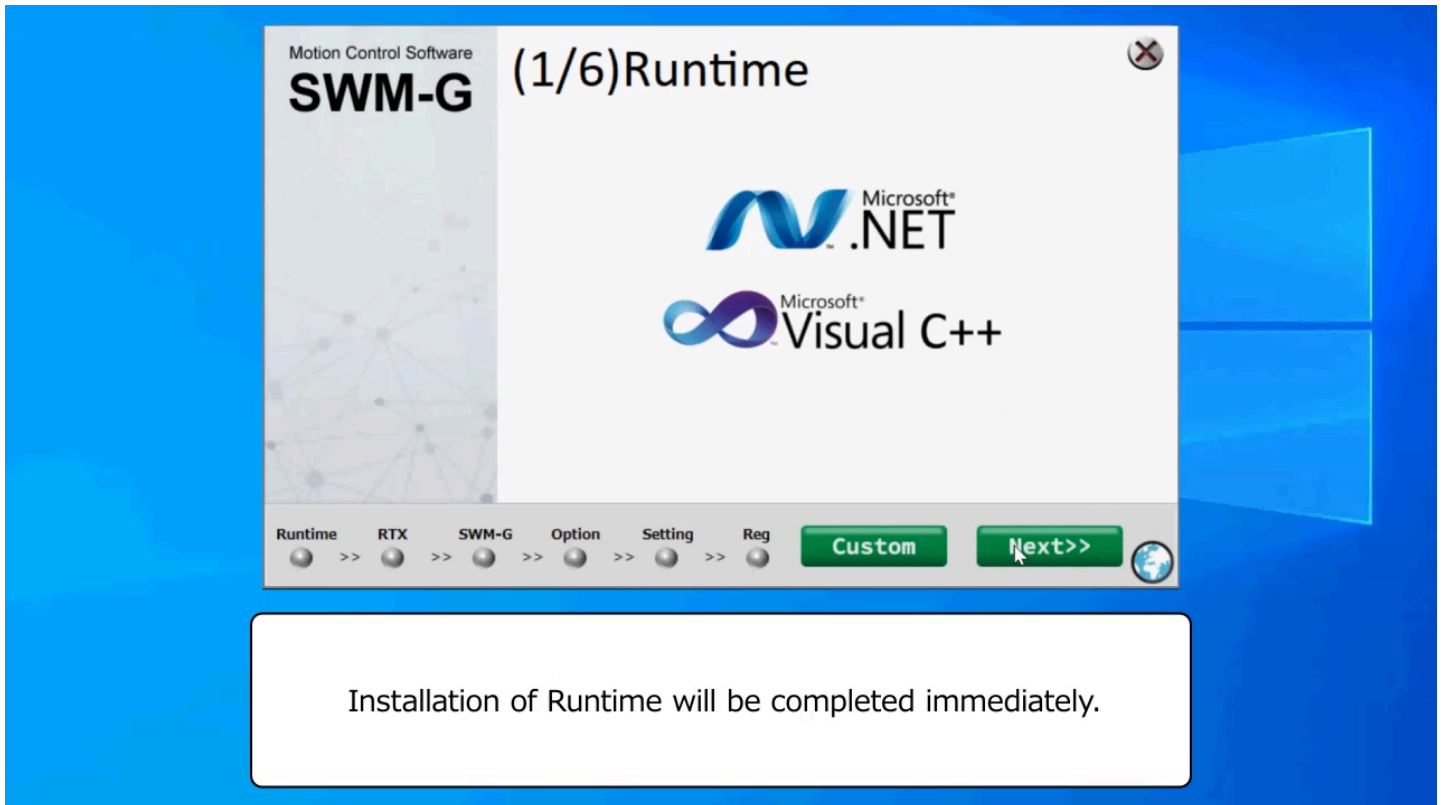 Motion Control Software
SWM-G
(1/6)Runtime
Microsoft®
.NET
Microsoft®
Visual C++
Runtime >> RTX >> SWM-G >> Option >> Setting >> Reg
Custom
Next>>
Installation of Runtime will be completed immediately.